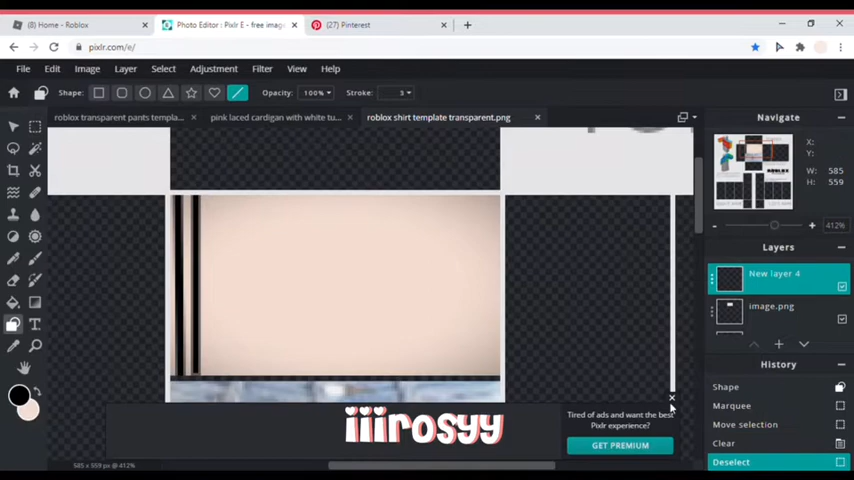 (8) Home - Roblox
Photo Editor : Pixlr E - free imag
(27) Pinterest
pixlr.com/e/
File Edit Image Layer Select Adjustment Filter View Help
Shape: Opacity: 100% Stroke: 3
roblox transparent pants templa...
pink laced cardigan with white tu...
roblox shirt template transparent.png
Navigate
X:
Y:
W: 585
H: 559
412%
Layers
New layer 4
image.png
History
Shape
Marquee
Move selection
Clear
Deselect
iiirosyy
Tired of ads and want the best
Pixlr experience?
GET PREMIUM
585 x 559 px @ 412%